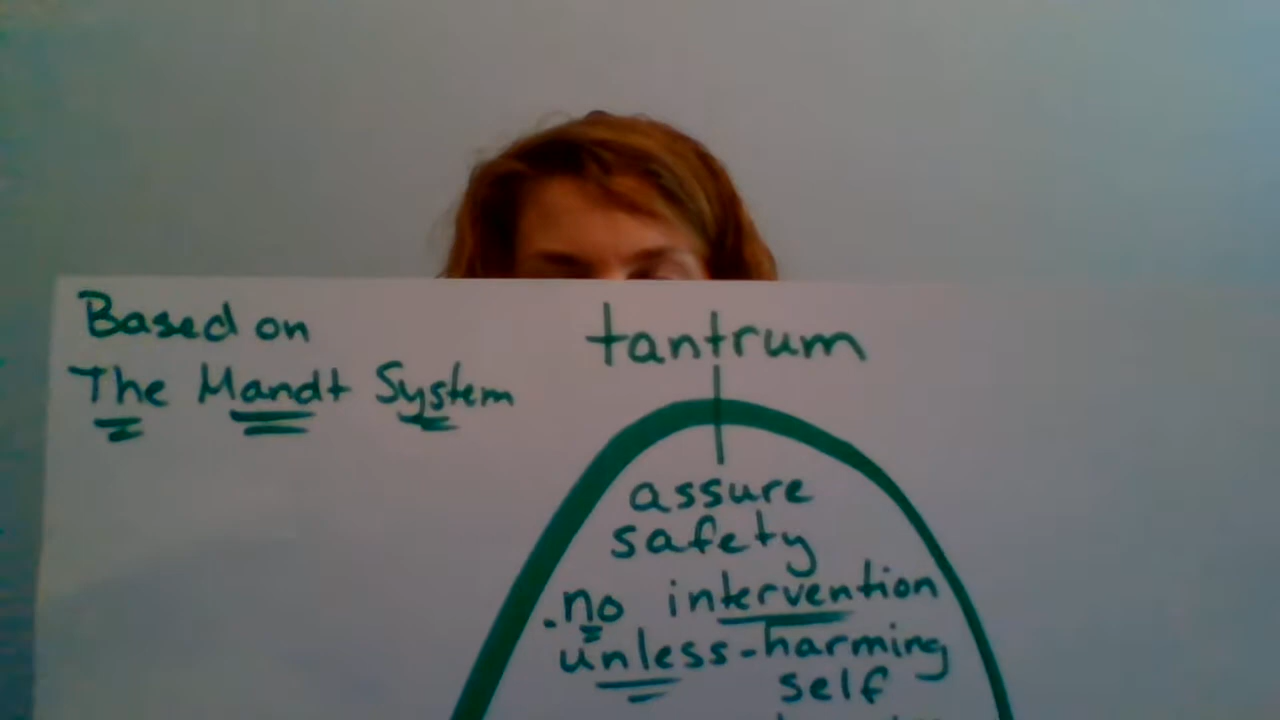 Based on
The Mandt System
tantrum
assure
safety
.no intervention
unless-harming
self